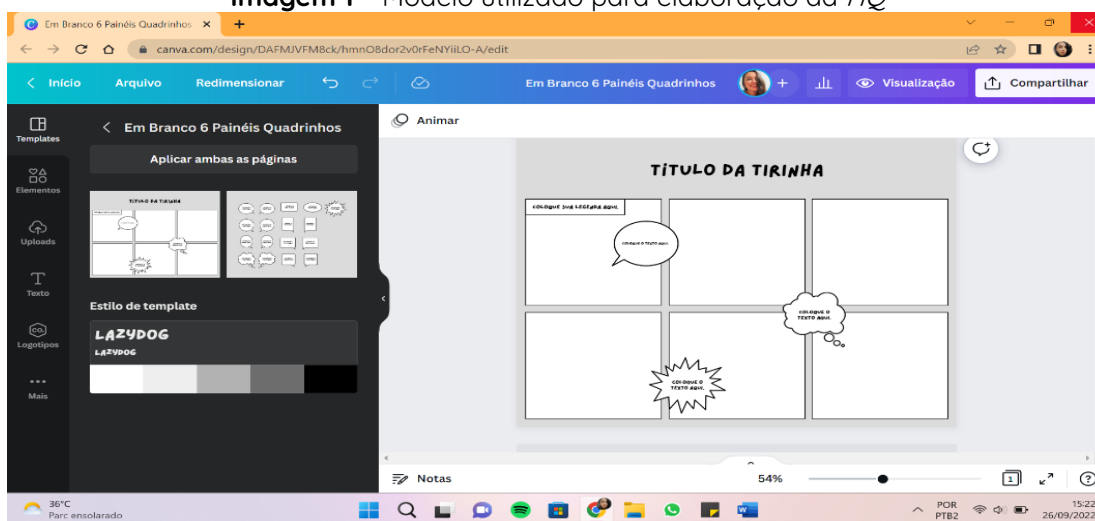 Imagem 1 - Modelo utilizado para elaboração da HQ
Em Branco 6 Painéis Quadrinhos
canva.com/design/DAFMJVFM8ck/hmnO8dor2v0rFeNYiiLO-A/edit
Início Arquivo Redimensionar Em Branco 6 Painéis Quadrinhos Visualização Compartilhar
Templates
Elementos
Uploads
Texto
Logotipos
Mais
Em Branco 6 Painéis Quadrinhos
Aplicar ambas as páginas
TÍTULO DA TIRINHA
Estilo de template
LAZYDOG
LAZYDOG
Animar
TÍTULO DA TIRINHA
COLOQUE SUA LEGENDA AQUI.
COLOQUE O TEXTO AQUI.
COLOQUE O
TEXTO AQUI.
COLOQUE O
TEXTO AQUI.
Notas 54% 1
36°C
Parc ensolarado
POR
PTB2
15:22
26/09/2022